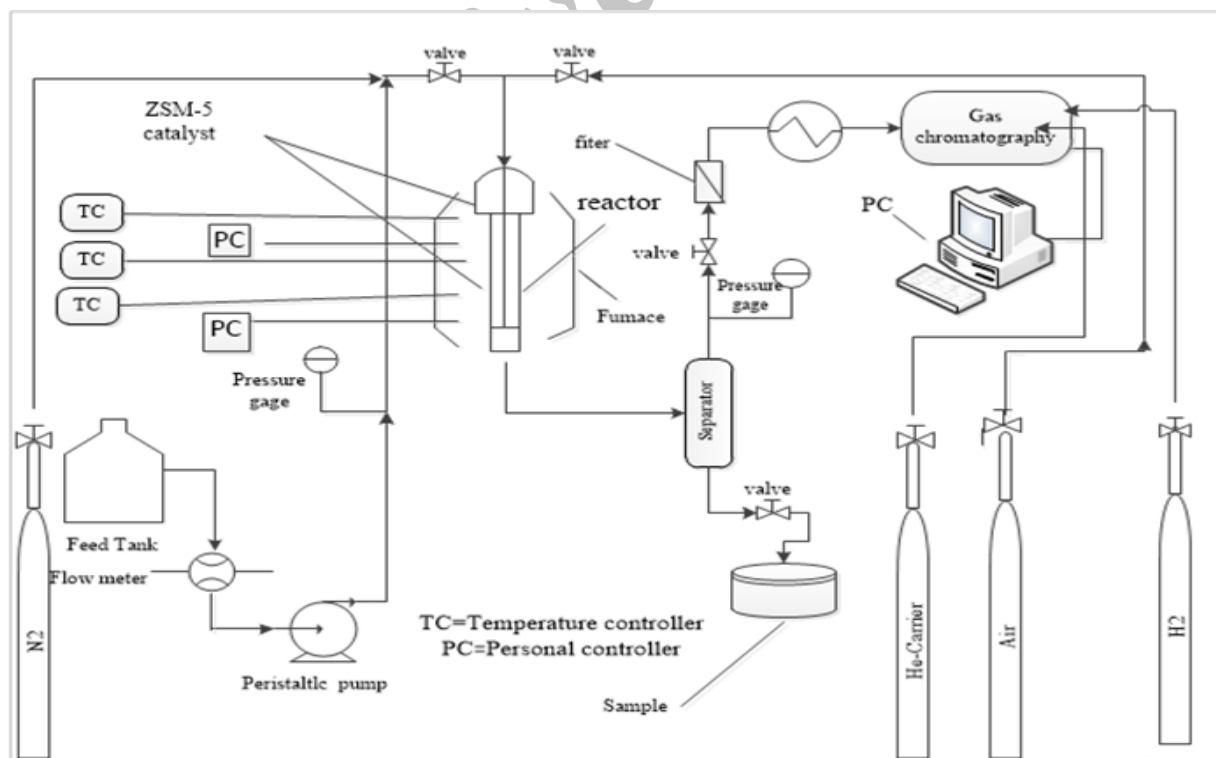 valve
valve
ZSM-5
catalyst
Gas
chromatography
fiter
TC
PC
TC
TC
PC
reactor
valve
PC
Pressure
gage
Fumace
Pressure
gage
Separator
valve
Feed Tank
Flow meter
N2
TC=Temperature controller
PC=Personal controller
Peristaltlc pump
Sample
He-Carrier
Air
H2